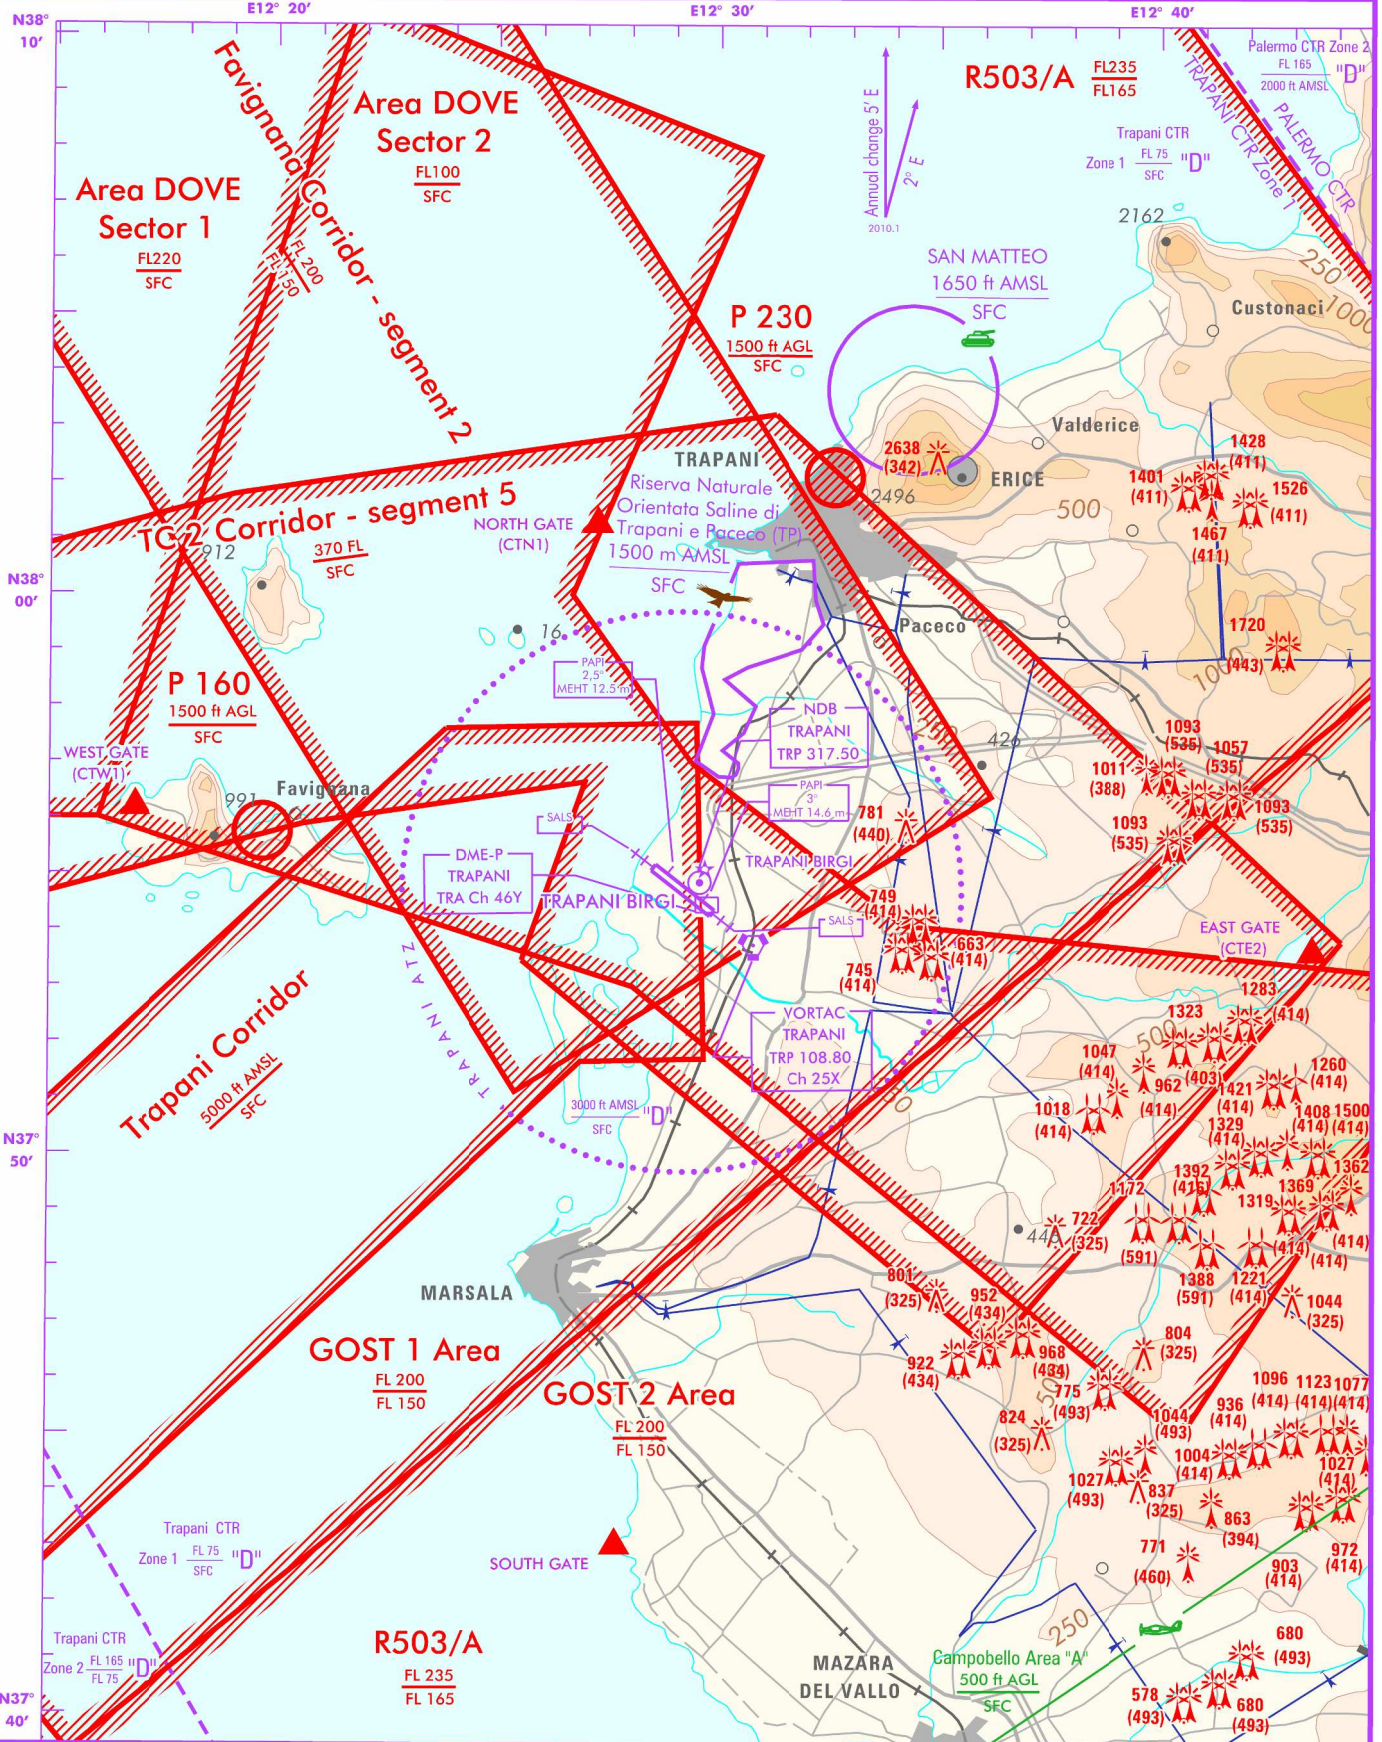 E12° 20'
E12° 30'
E12° 40'
N38°
10'
Favignana Corridor - segment 2
FL 200
FL 150
Area DOVE
Sector 2
FL100
SFC
Area DOVE
Sector 1
FL220
SFC
Annual change 5' E
2° E
2010.1
R503/A
FL235
FL165
Palermo CTR Zone 2
FL 165
2000 ft AMSL
"D"
TRAPANI CTR Zone 1
PALERMO CTR
Trapani CTR
Zone 1 FL 75 "D"
SFC
2162
SAN MATTEO
1650 ft AMSL
SFC
250
1000
Custonaci
P 230
1500 ft AGL
SFC
Valderice
2638
(342)
ERICE
2496
500
1428
(411)
1401
(411)
1526
(411)
1467
(411)
TRAPANI
Riserva Naturale
Orientata Saline di
Trapani e Paceco (TP)
1500 m AMSL
SFC
NORTH GATE
(CTN1)
TC 2 Corridor - segment 5
370 FL
SFC
912
N38°
00'
16
Paceco
1720
(443)
1000
P 160
1500 ft AGL
SFC
PAPI
2,5°
MEHT 12.5 m
NDB
TRAPANI
TRP 317.50
250
426
WEST GATE
(CTW1)
991
Favignana
PAPI
3°
MEHT 14.6 m
1093
(535)
1057
(535)
1011
(388)
1093
(535)
1093
(535)
781
(440)
SALS
DME-P
TRAPANI
TRA Ch 46Y
TRAPANI BIRGI
TRAPANI BIRGI
SALS
749
(414)
663
(414)
745
(414)
EAST GATE
(CTE2)
TRAPANI ATZ
Trapani Corridor
5000 ft AMSL
SFC
VORTAC
TRAPANI
TRP 108.80
Ch 25X
3000 ft AMSL
SFC
"D"
1283
(414)
1323
(403)
500
1047
(414)
962
(414)
1421
(414)
1260
(414)
1018
(414)
1408
(414)
1500
(414)
1329
(414)
1392
(416)
1362
1172
(591)
1319
1369
(414)
(414)
722
(325)
1388
(591)
1221
(414)
1044
(325)
N37°
50'
MARSALA
801
(325)
952
(434)
922
(434)
968
(434)
804
(325)
775
(493)
824
(325)
GOST 1 Area
FL 200
FL 150
GOST 2 Area
FL 200
FL 150
1096
(414)
1123
(414)
1077
(414)
936
(414)
1044
(493)
1004
(414)
1027
(414)
1027
(493)
837
(325)
863
(394)
771
(460)
903
(414)
972
(414)
Trapani CTR
Zone 1 FL 75 "D"
SFC
SOUTH GATE
250
R503/A
FL 235
FL 165
Trapani CTR
Zone 2 FL 165 "D"
FL 75
MAZARA
DEL VALLO
Campobello Area "A"
500 ft AGL
SFC
680
(493)
578
(493)
680
(493)
N37°
40'